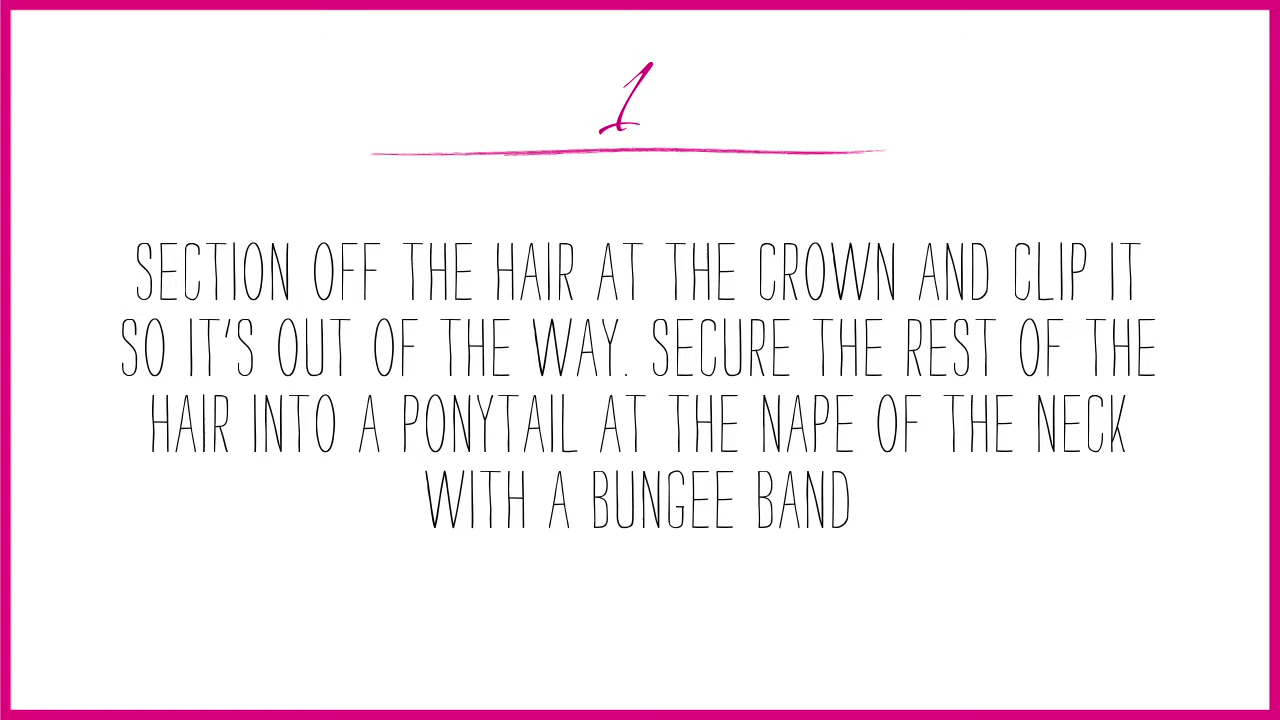 1
SECTION OFF THE HAIR AT THE CROWN AND CLIP IT
SO IT'S OUT OF THE WAY. SECURE THE REST OF THE
HAIR INTO A PONYTAIL AT THE NAPE OF THE NECK
WITH A BUNGEE BAND